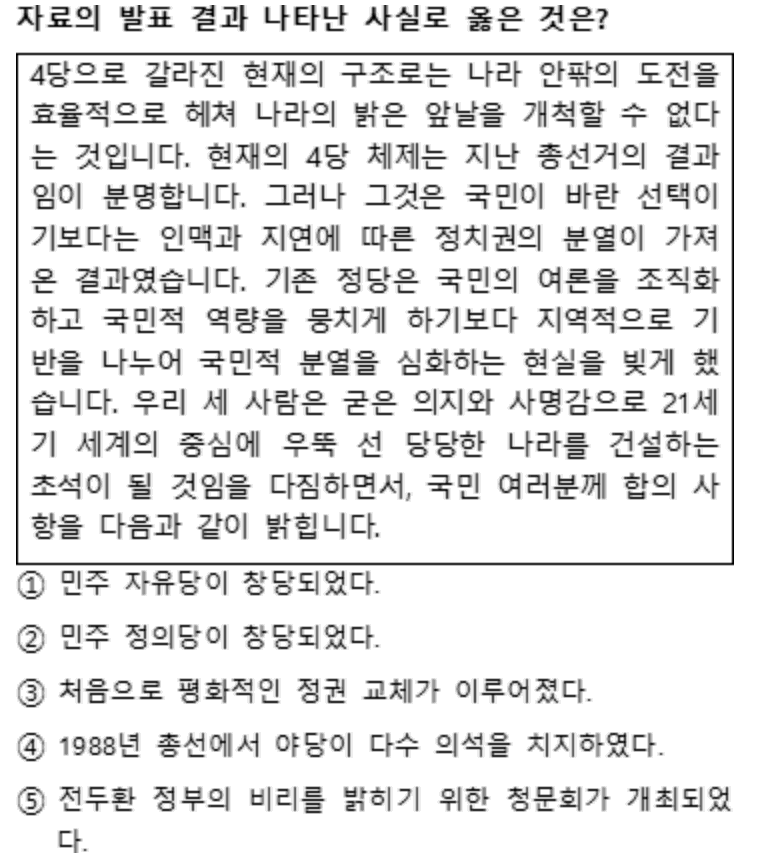 자료의 발표 결과 나타난 사실로 옳은 것은?
4당으로 갈라진 현재의 구조로는 나라 안팎의 도전을
효율적으로 헤쳐 나라의 밝은 앞날을 개척할 수 없다
는 것입니다. 현재의 4당 체제는 지난 총선거의 결과
임이 분명합니다. 그러나 그것은 국민이 바란 선택이
기보다는 인맥과 지연에 따른 정치권의 분열이 가져
온 결과였습니다. 기존 정당은 국민의 여론을 조직화
하고 국민적 역량을 뭉치게 하기보다 지역적으로 기
반을 나누어 국민적 분열을 심화하는 현실을 빚게 했
습니다. 우리 세 사람은 굳은 의지와 사명감으로 21세
기 세계의 중심에 우뚝 선 당당한 나라를 건설하는
초석이 될 것임을 다짐하면서, 국민 여러분께 합의 사
항을 다음과 같이 밝힙니다.
① 민주 자유당이 창당되었다.
② 민주 정의당이 창당되었다.
③ 처음으로 평화적인 정권 교체가 이루어졌다.
④ 1988년 총선에서 야당이 다수 의석을 치지하였다.
⑤ 전두환 정부의 비리를 밝히기 위한 청문회가 개최되었
다.